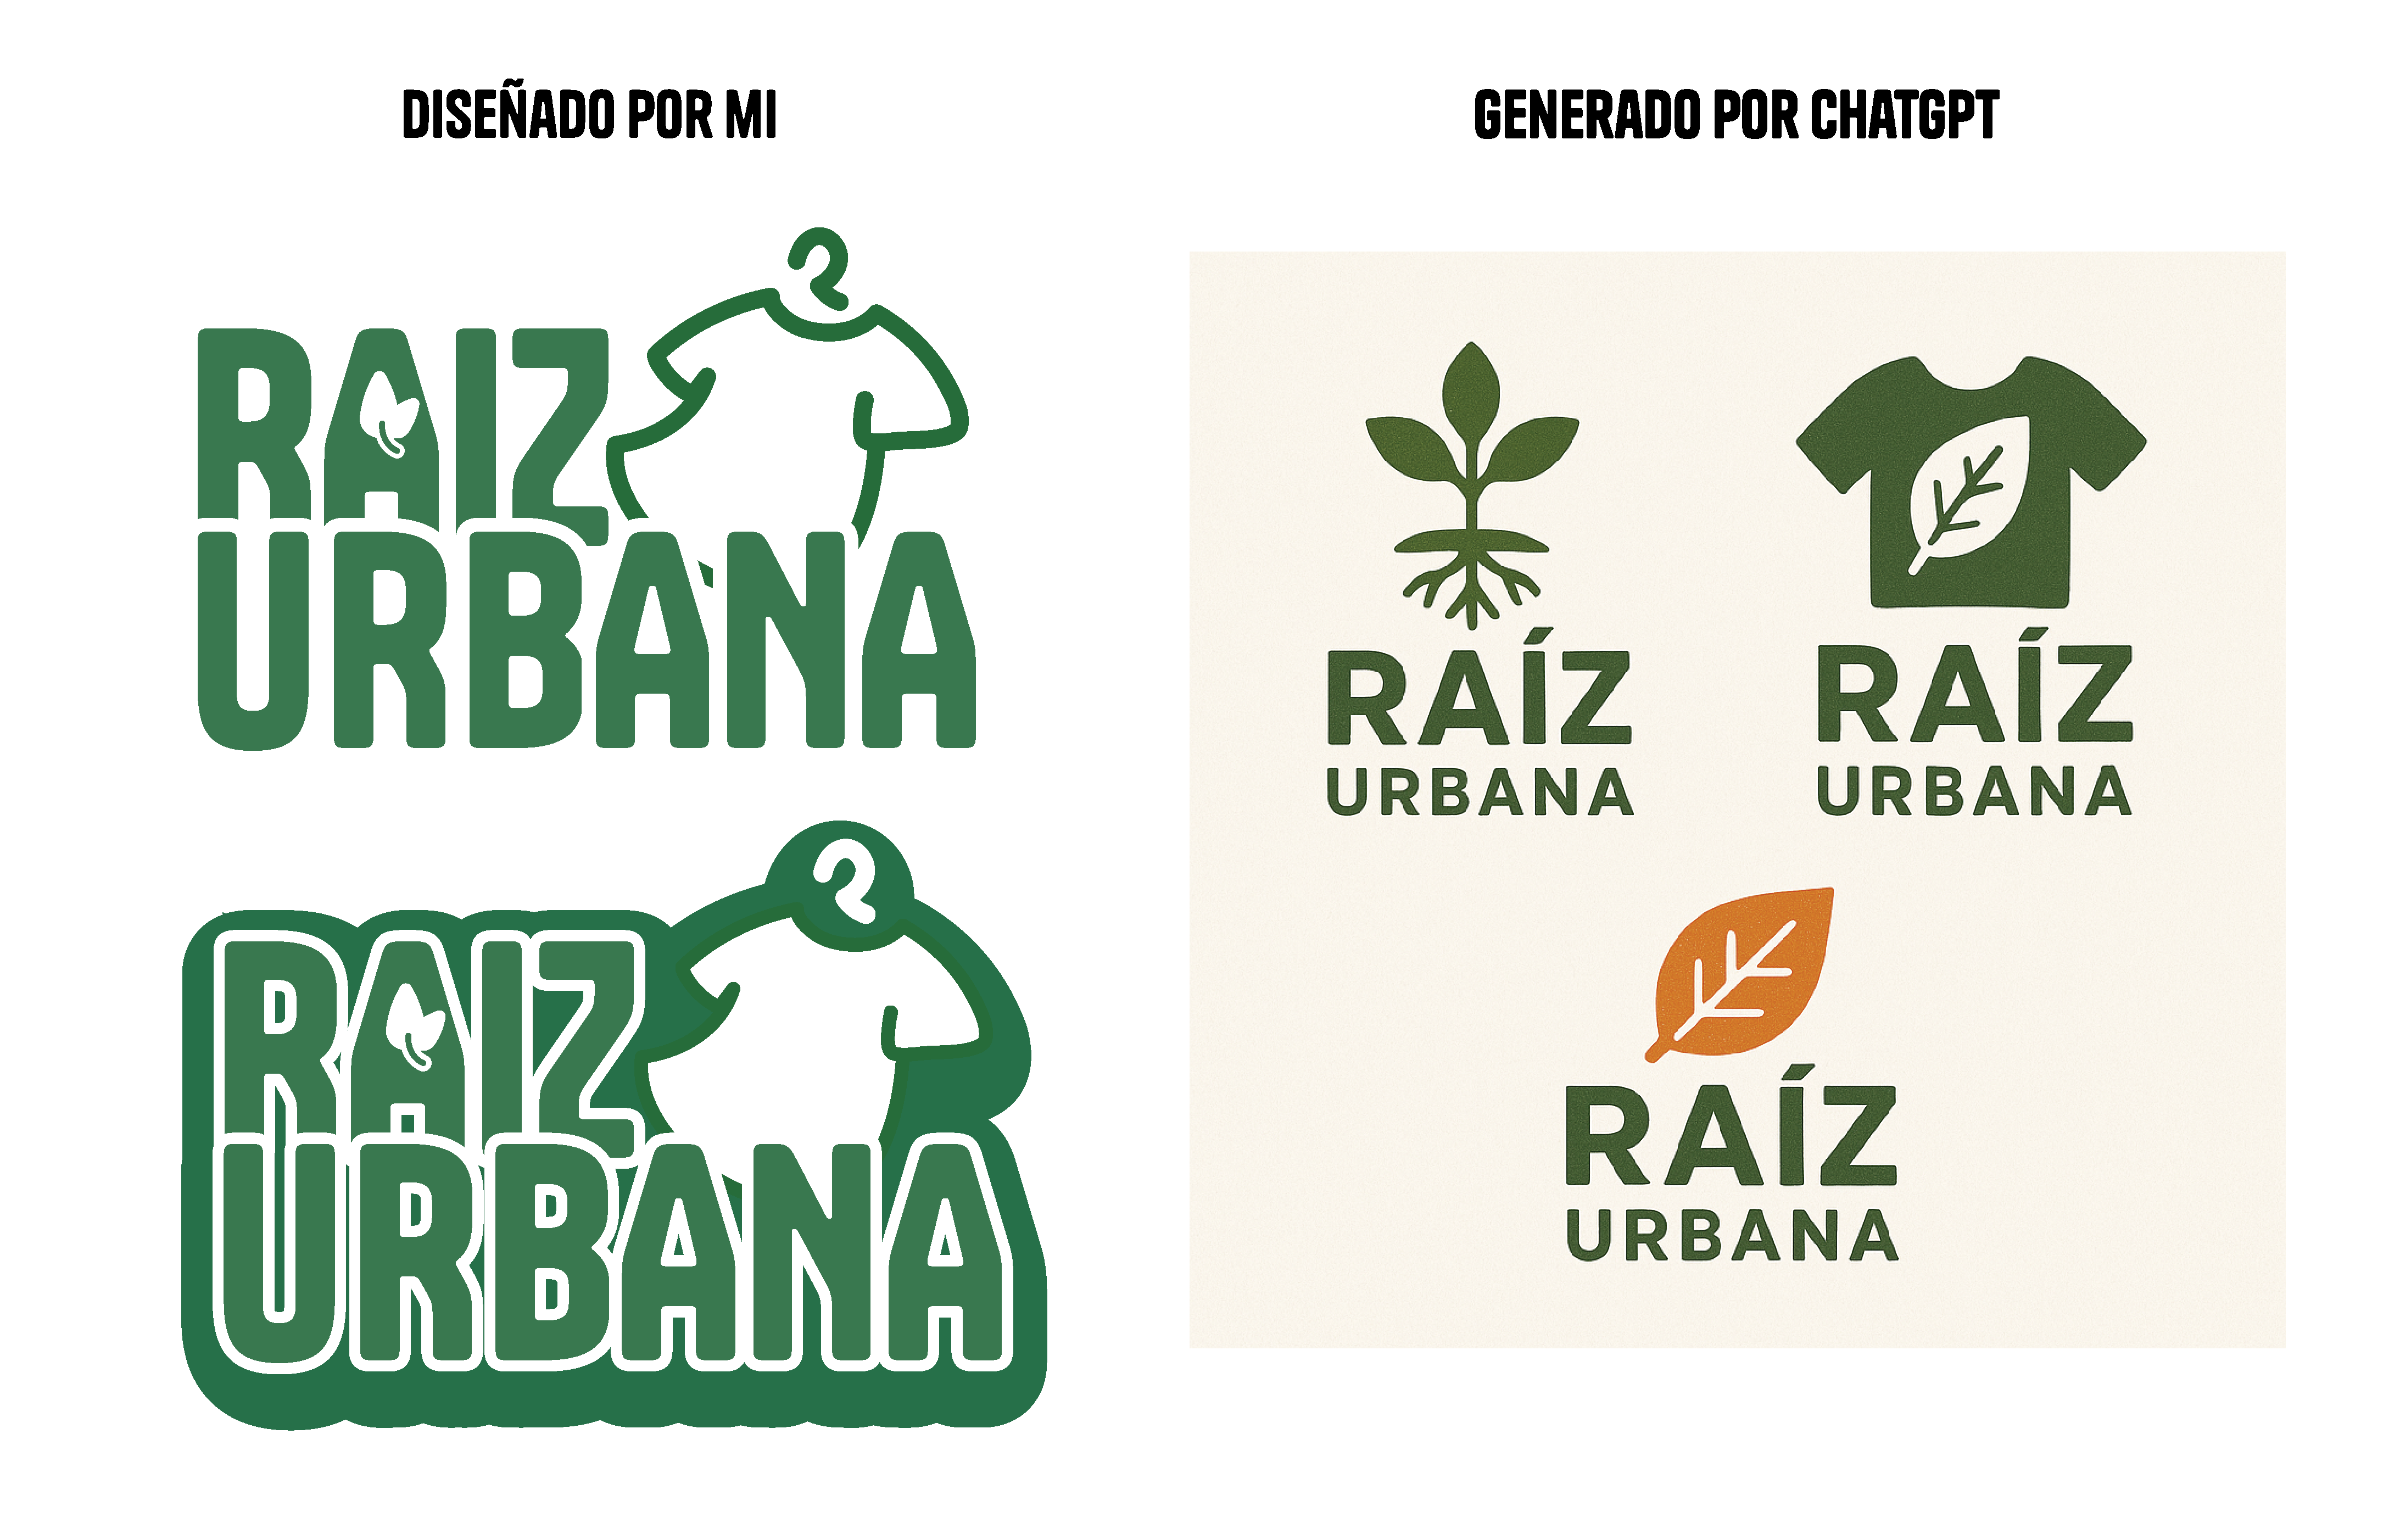 DISEÑADO POR MI
RAIZ
URBANA
RAIZ
URBANA
GENERADO POR CHATGPT
RAÍZ
URBANA
RAÍZ
URBANA
RAÍZ
URBANA